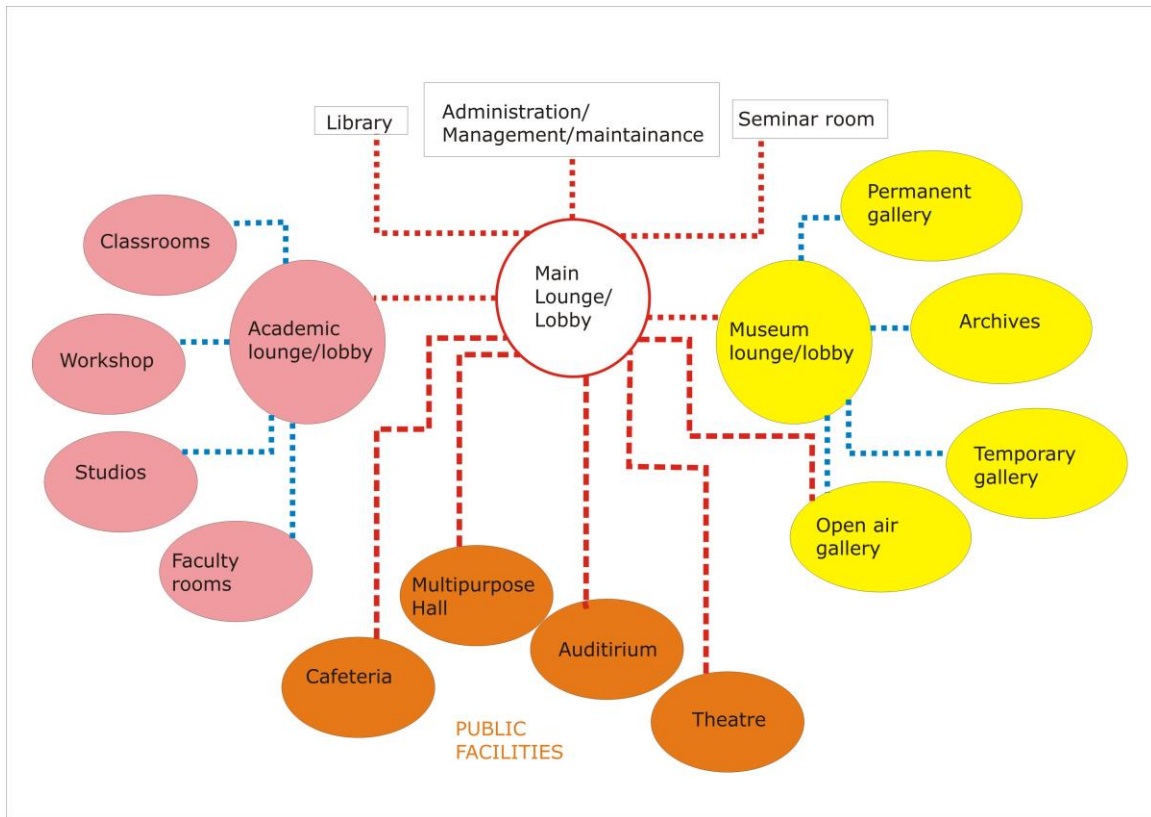 Library
Administration/
Management/maintainance
Seminar room
Permanent
gallery
Classrooms
Main
Lounge/
Lobby
Academic
lounge/lobby
Museum
lounge/lobby
Archives
Workshop
Studios
Temporary
gallery
Open air
gallery
Faculty
rooms
Multipurpose
Hall
Auditirium
Cafeteria
Theatre
PUBLIC
FACILITIES